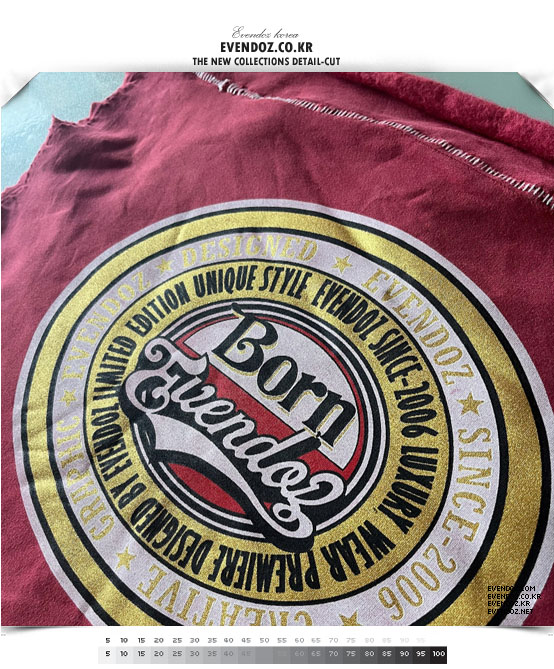 Evendoz korea
EVENDOZ.CO.KR
THE NEW COLLECTIONS DETAIL-CUT
CREATIVE ★ GRAPHIC ★ EVENDOZ ★ DESIGNED ★ EVENDOZ ★ SINCE-2006
LIMITED EDITION UNIQUE STYLE EVENDOZ SINCE-2006 LUXURY, WEAR PREMIERE DESIGNED BY EVENDOZ
Born
Evendoz
EVENDOZ.COM
EVENDOZ.CO.KR
EVENDOZ.KR
EVENDOZ.NET
5 10 15 20 25 30 35 40 45 50 55 60 65 70 75 80 85 90 95
5 10 15 20 25 30 35 40 45 60 65 70 75 80 85 90 95 100